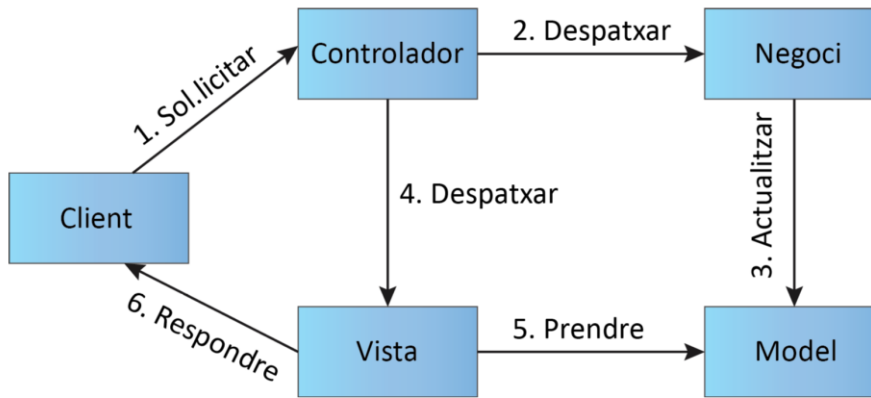 2. Despatxar
Controlador
Negoci
1. Sol.licitar
3. Actualitzar
4. Despatxar
Client
6. Respondre
5. Prendre
Vista
Model